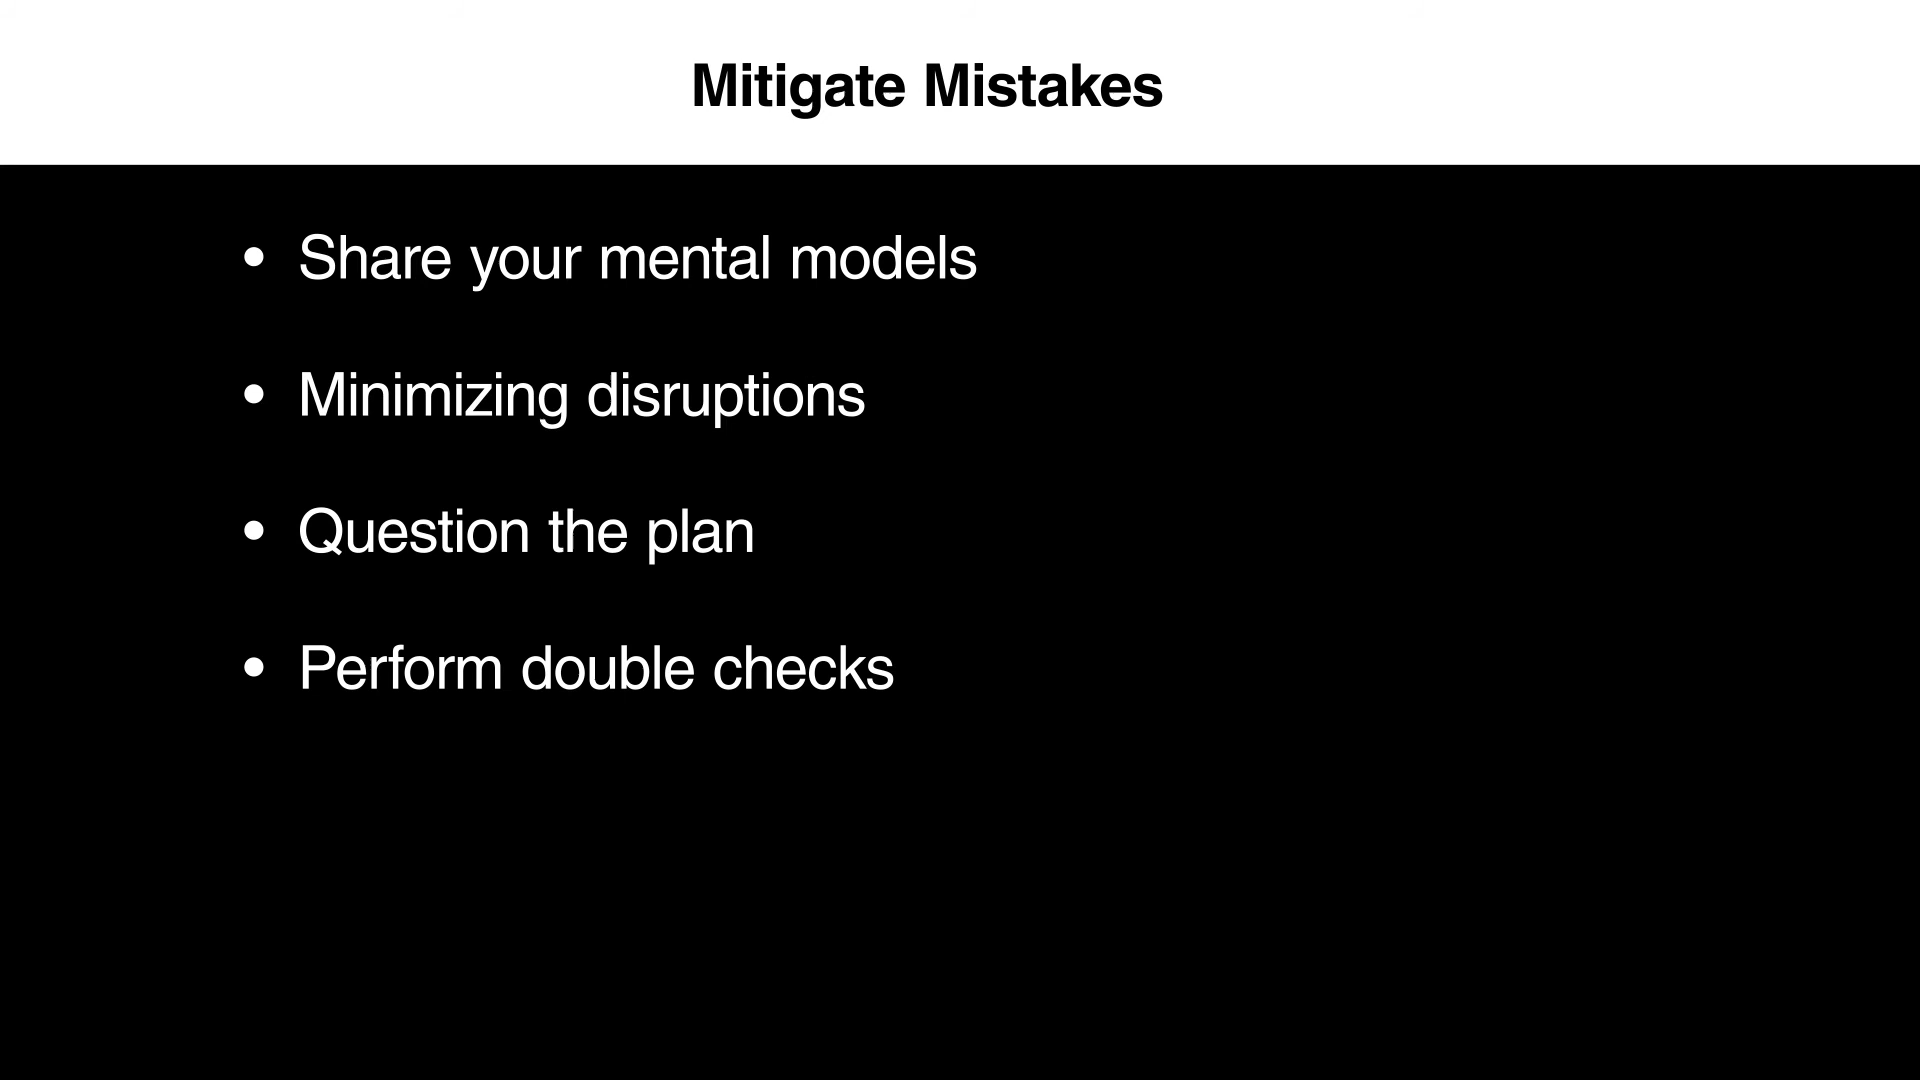 Mitigate Mistakes
• Share your mental models
• Minimizing disruptions
• Question the plan
• Perform double checks